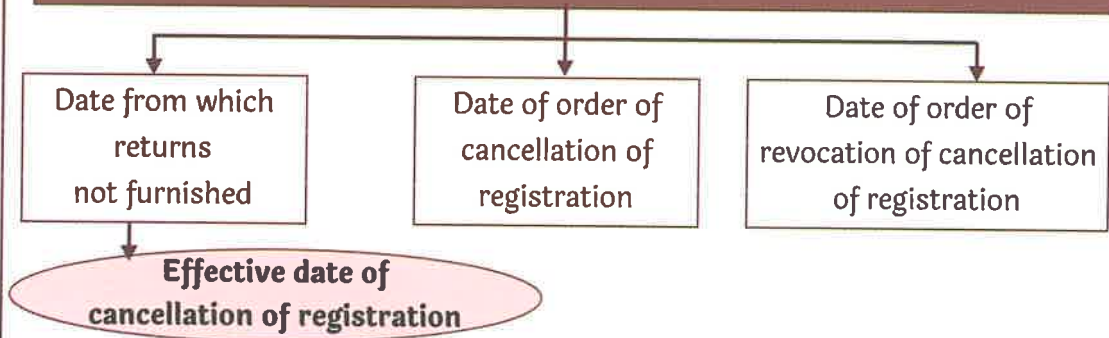 Date from which
returns
not furnished
Date of order of
cancellation of
registration
Date of order of
revocation of cancellation
of registration
Effective date of
cancellation of registration